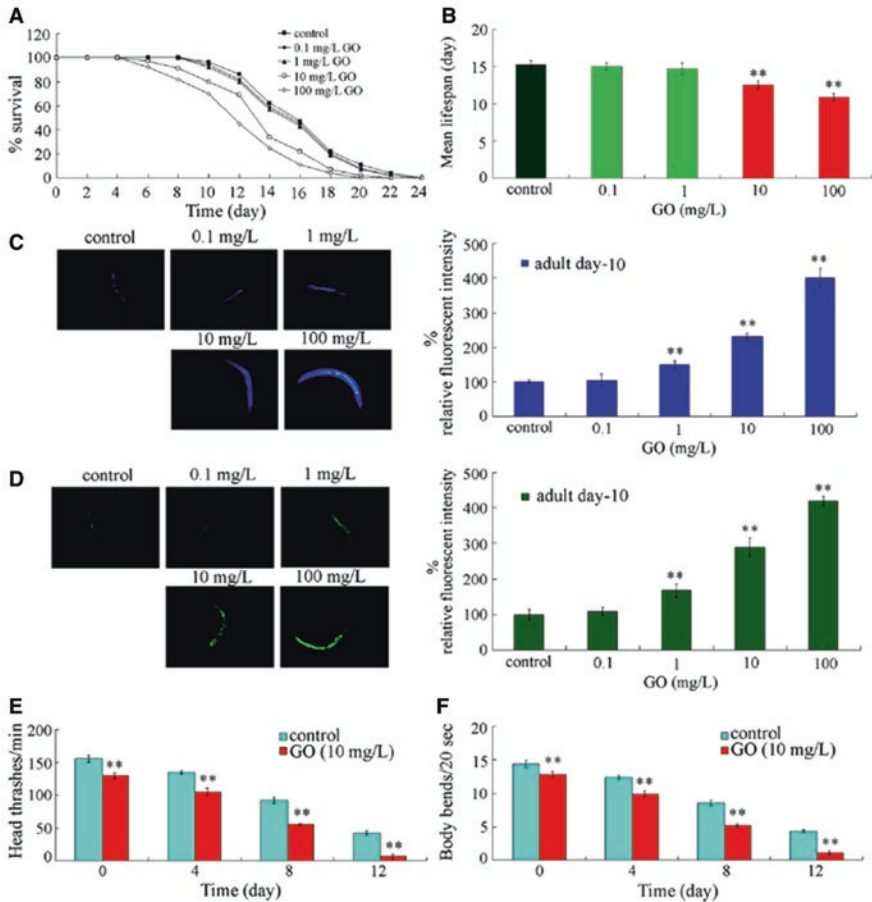 A
% survival
120
100
80
60
40
20
0
0 2 4 6 8 10 12 14 16 18 20 22 24
Time (day)
control
0.1 mg/L GO
1 mg/L GO
10 mg/L GO
100 mg/L GO
B
Mean lifespan (day)
20
15
10
5
0
** **
control 0.1 1 10 100
GO (mg/L)
C
control 0.1 mg/L 1 mg/L
10 mg/L 100 mg/L
%
relative fluorescent intensity
500
400
300
200
100
0
adult day-10
** ** **
control 0.1 1 10 100
GO (mg/L)
D
control 0.1 mg/L 1 mg/L
10 mg/L 100 mg/L
%
relative fluorescent intensity
500
400
300
200
100
0
adult day-10
** ** **
control 0.1 1 10 100
GO (mg/L)
E
Head thrashes/min
200
150
100
50
0
control
GO (10 mg/L)
** ** ** **
0 4 8 12
Time (day)
F
Body bends/20 sec
20
15
10
5
0
control
GO (10 mg/L)
** ** ** **
0 4 8 12
Time (day)